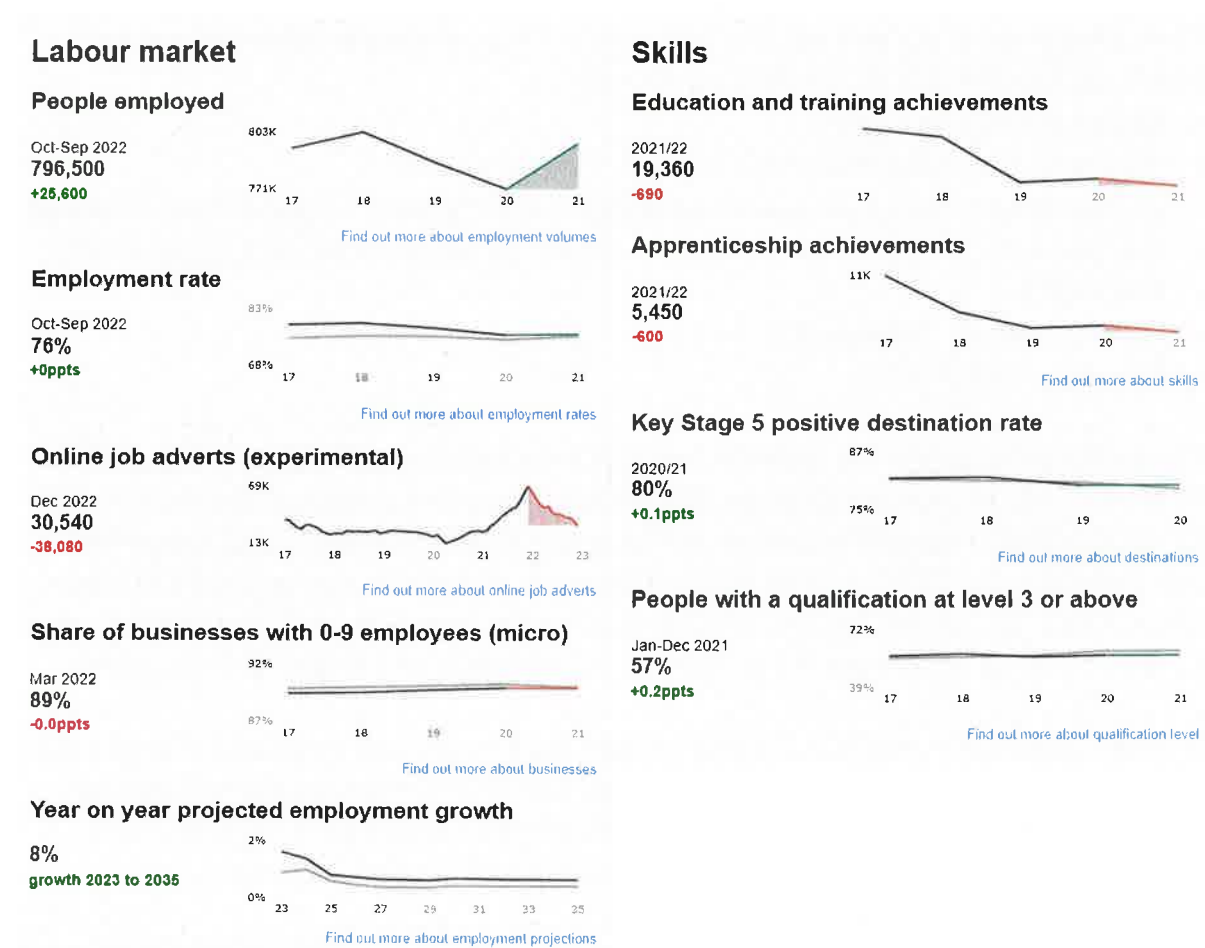 Labour market
People employed
Oct-Sep 2022
796,500
+25,600
803K
771K
17 18 19 20 21
Find out more about employment volumes
Employment rate
Oct-Sep 2022
76%
+0ppts
83%
68%
17 18 19 20 21
Find out more about employment rates
Online job adverts (experimental)
Dec 2022
30,540
-38,080
69K
13K
17 18 19 20 21 22 23
Find out more about online job adverts
Share of businesses with 0-9 employees (micro)
Mar 2022
89%
-0.0ppts
92%
87%
17 18 19 20 21
Find out more about businesses
Year on year projected employment growth
8%
growth 2023 to 2035
2%
0%
23 25 27 29 31 33 35
Find out more about employment projections
Skills
Education and training achievements
2021/22
19,360
-690
17 18 19 20 21
Apprenticeship achievements
2021/22
5,450
-600
11K
17 18 19 20 21
Find out more about skills
Key Stage 5 positive destination rate
2020/21
80%
+0.1ppts
87%
75%
17 18 19 20
Find out more about destinations
People with a qualification at level 3 or above
Jan-Dec 2021
57%
+0.2ppts
72%
39%
17 18 19 20 21
Find out more about qualification level